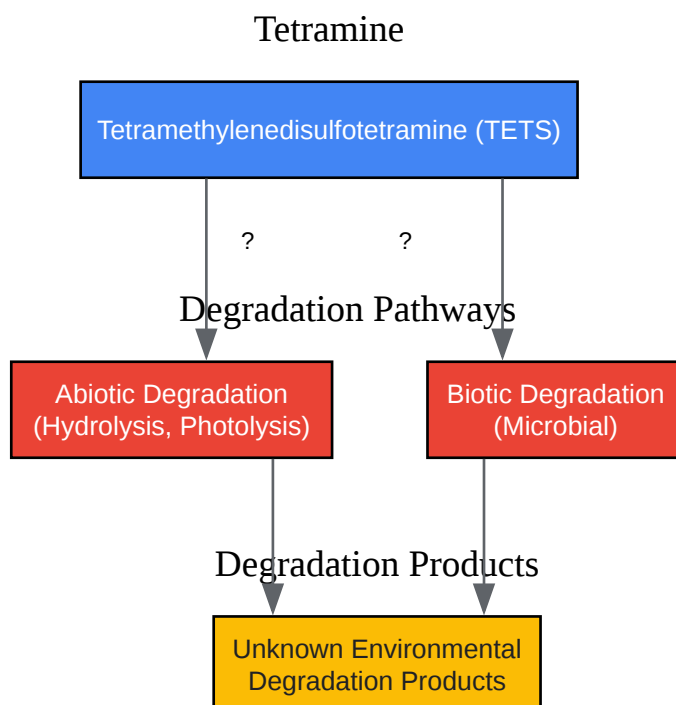 Tetramine
Tetramethylenedisulfotetramine (TETS)
? ?
Degradation Pathways
Abiotic Degradation
(Hydrolysis, Photolysis)
Biotic Degradation
(Microbial)
Degradation Products
Unknown Environmental
Degradation Products